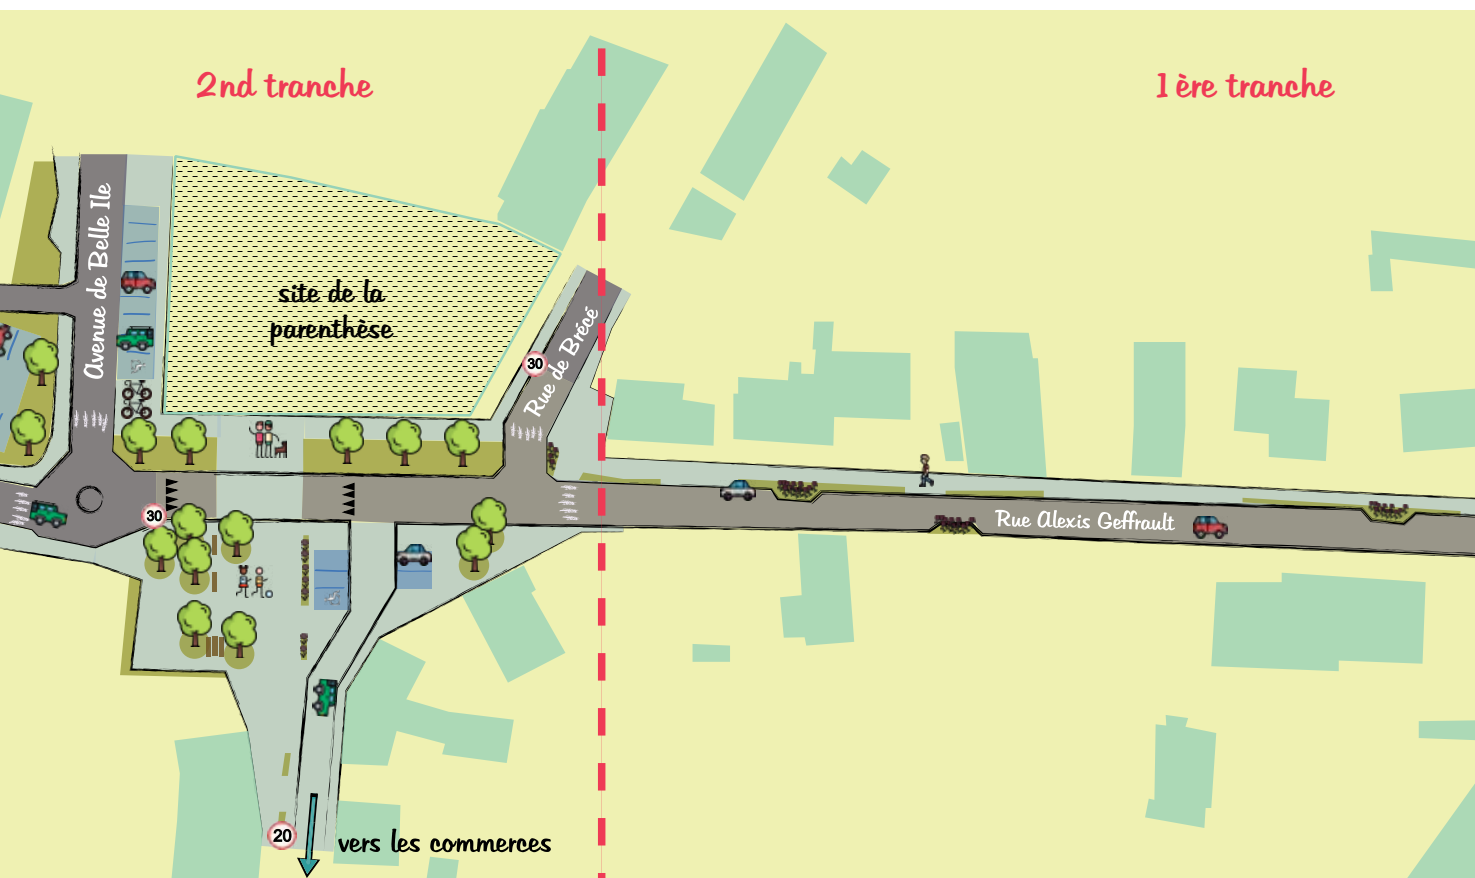 2nd tranche
1ère tranche
Avenue de Belle Ile
site de la
parenthèse
30
Rue de Brécé
30
Rue Alexis Geffrault
20
vers les commerces